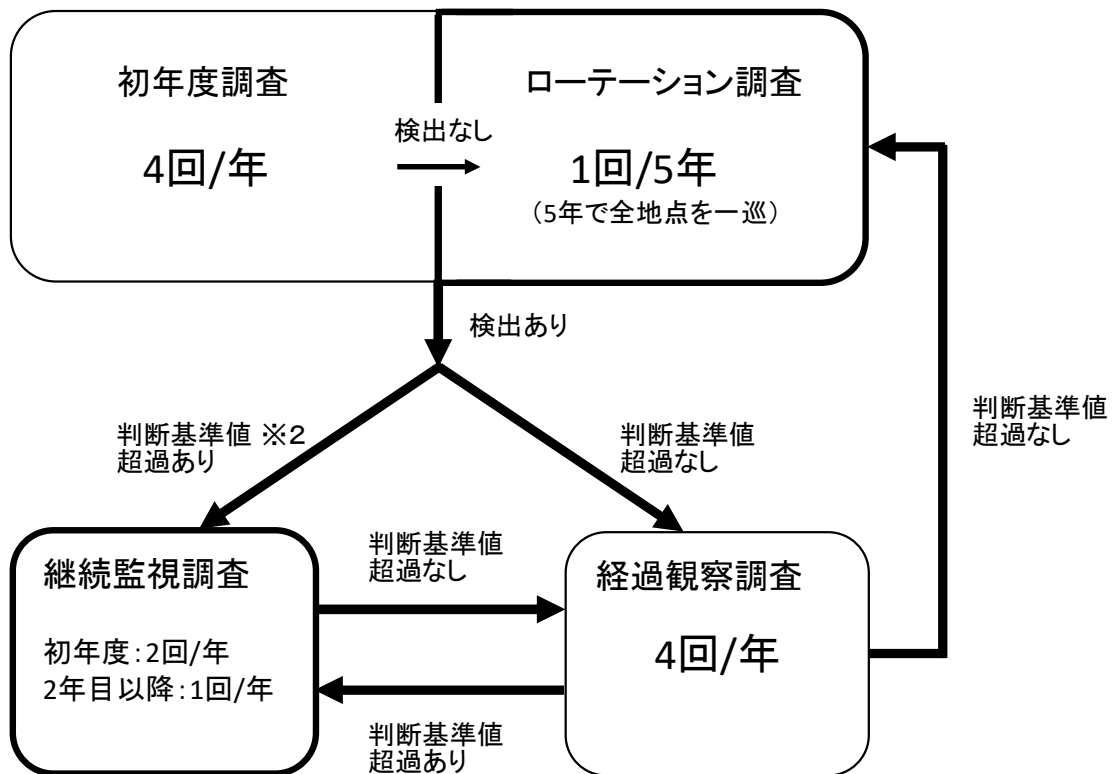 初年度調査
4回/年
検出なし
ローテーション調査
1回/5年
(5年で全地点を一巡)
検出あり
判断基準値 ※2
超過あり
判断基準値
超過なし
判断基準値
超過なし
継続監視調査
初年度:2回/年
2年目以降:1回/年
判断基準値
超過なし
判断基準値
超過あり
経過観察調査
4回/年